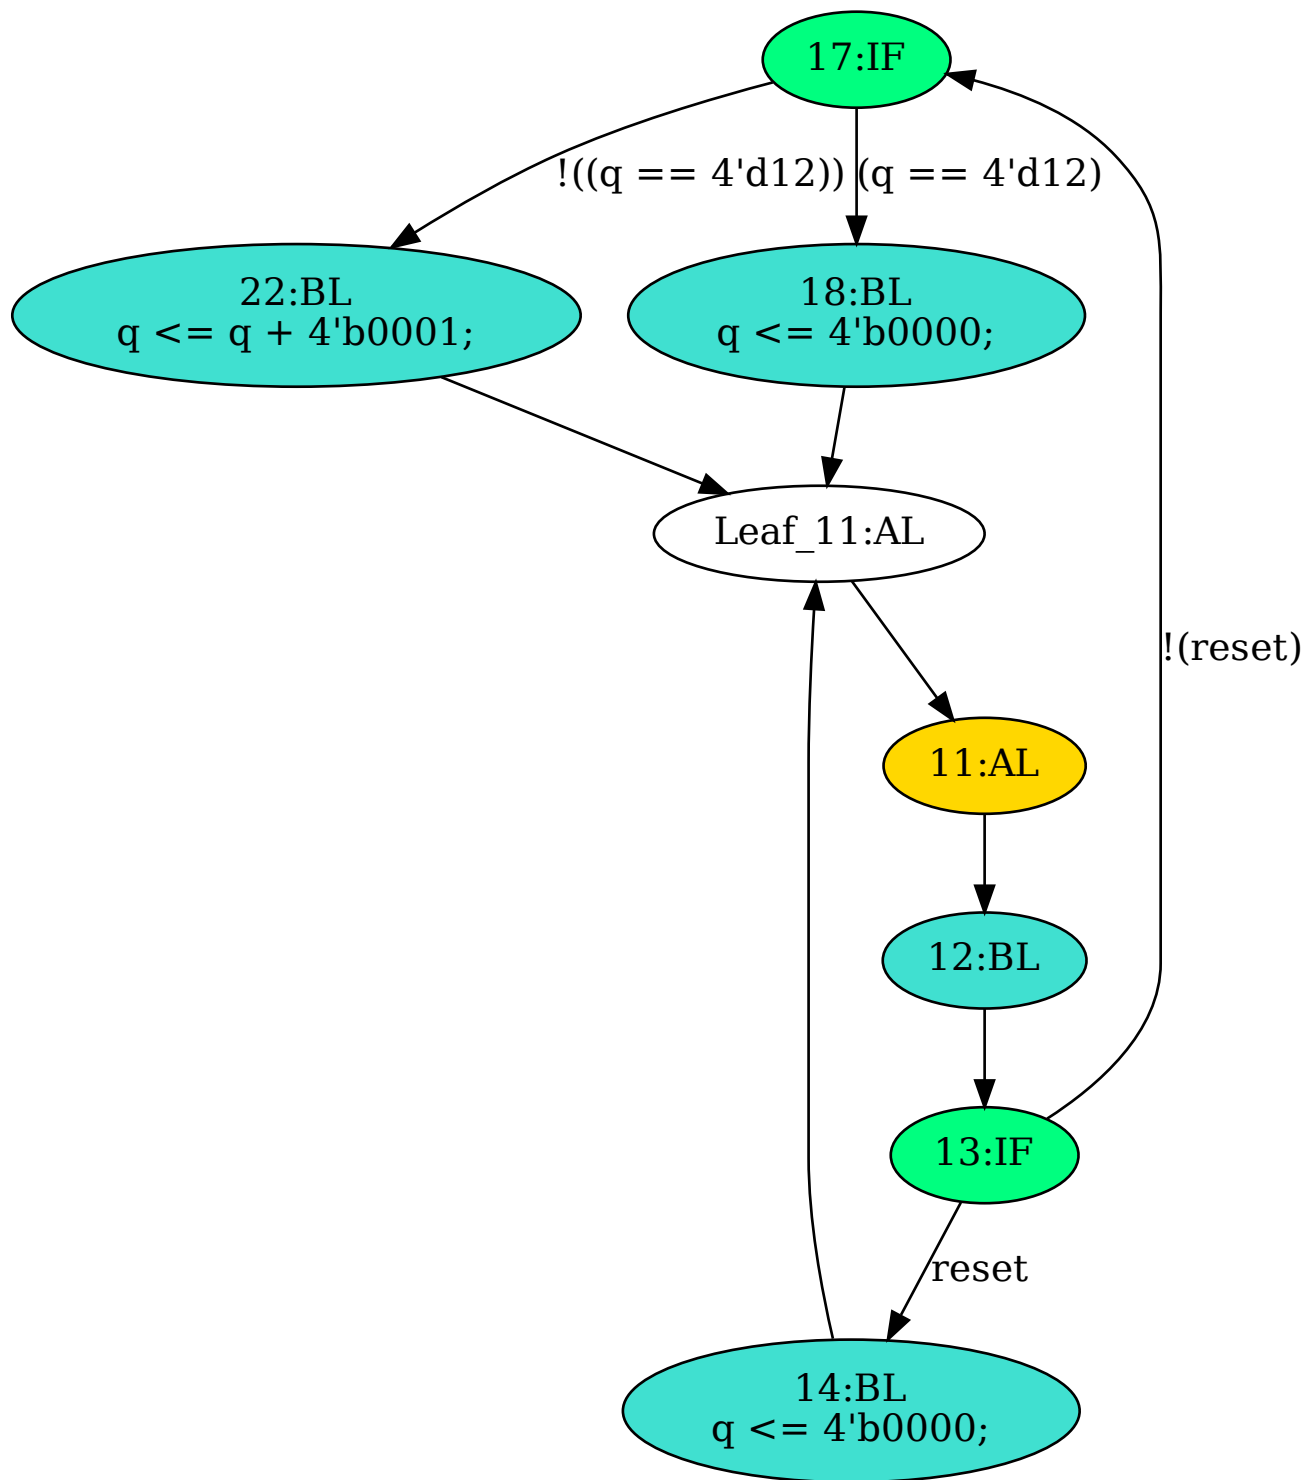 17:IF
!((q == 4'd12))
(q == 4'd12)
22:BL
q <= q + 4'b0001;
18:BL
q <= 4'b0000;
Leaf_11:AL
!(reset)
11:AL
12:BL
13:IF
reset
14:BL
q <= 4'b0000;